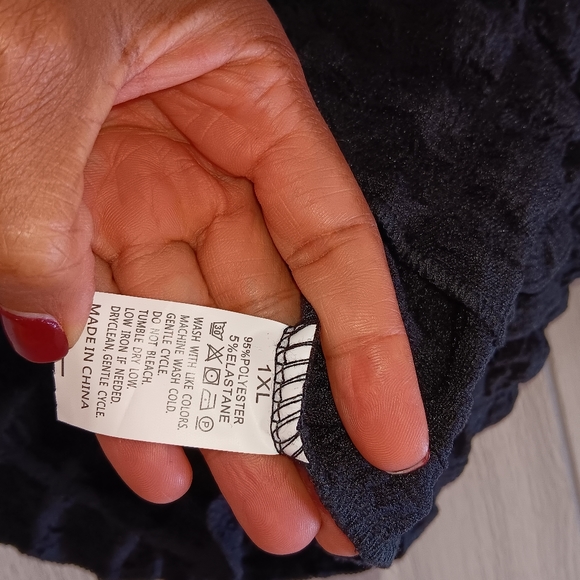 1XL
95%POLYESTER
5%ELASTANE
30 P
WASH WITH LIKE COLORS.
MACHINE WASH COLD.
GENTLE CYCLE.
DO NOT BLEACH.
TUMBLE DRY LOW.
LOW IRON IF NEEDED.
DRYCLEAN, GENTLE CYCLE.
MADE IN CHINA